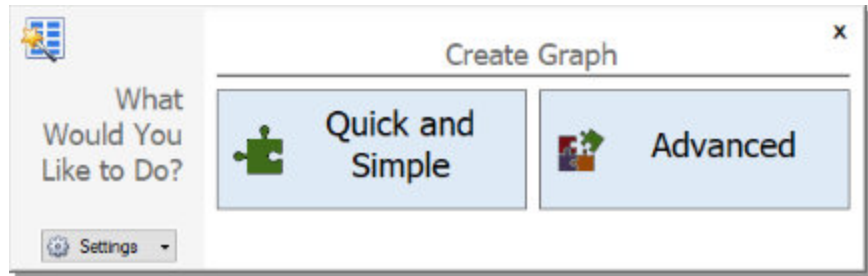 What
Would You
Like to Do?
Settings
Create Graph
x
Quick and
Simple
Advanced